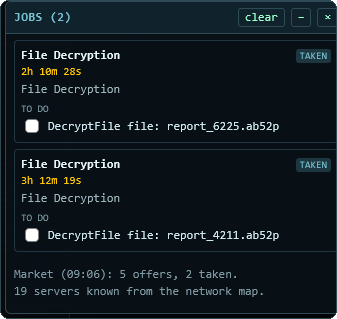 JOBS (2) clear − ×
File Decryption TAKEN
2h 10m 28s
File Decryption
TO DO
DecryptFile file: report_6225.ab52p
File Decryption TAKEN
3h 12m 19s
File Decryption
TO DO
DecryptFile file: report_4211.ab52p
Market (09:06): 5 offers, 2 taken.
19 servers known from the network map.